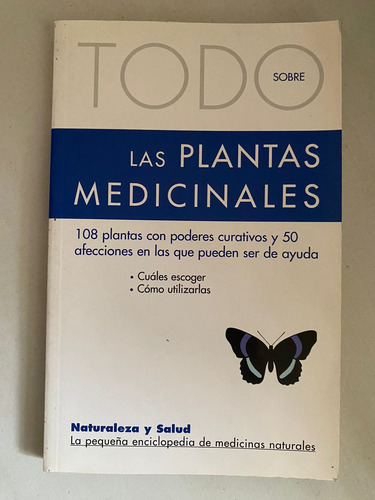 TODO
SOBRE
LAS PLANTAS
MEDICINALES
108 plantas con poderes curativos y 50
afecciones en las que pueden ser de ayuda
• Cuáles escoger
• Cómo utilizarlas
Naturaleza y Salud
La pequeña enciclopedia de medicinas naturales